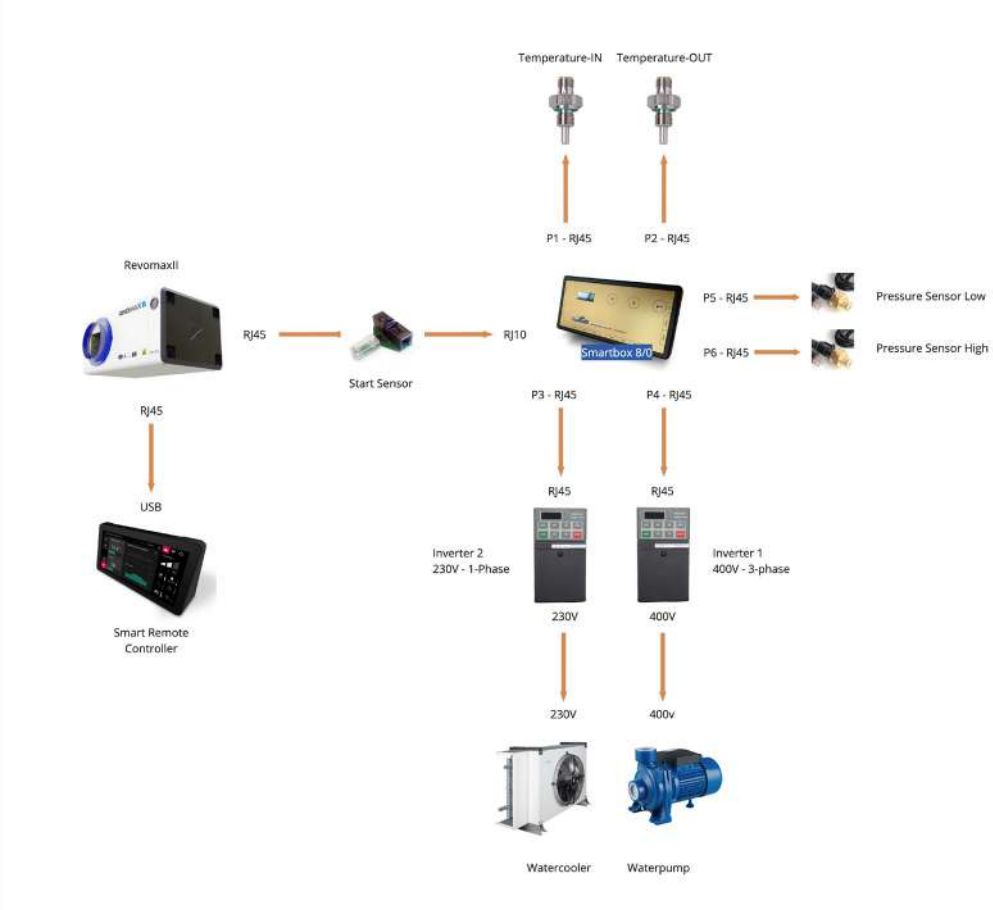 Temperature-IN
Temperature-OUT
P1 - RJ45
P2 - RJ45
RevomaxII
RJ45
Start Sensor
RJ10
Smartbox 8/0
P5 - RJ45
Pressure Sensor Low
P6 - RJ45
Pressure Sensor High
P3 - RJ45
P4 - RJ45
RJ45
USB
Smart Remote
Controller
RJ45
RJ45
Inverter 2
230V - 1-Phase
Inverter 1
400V - 3-phase
230V
400V
230V
400v
Watercooler
Waterpump